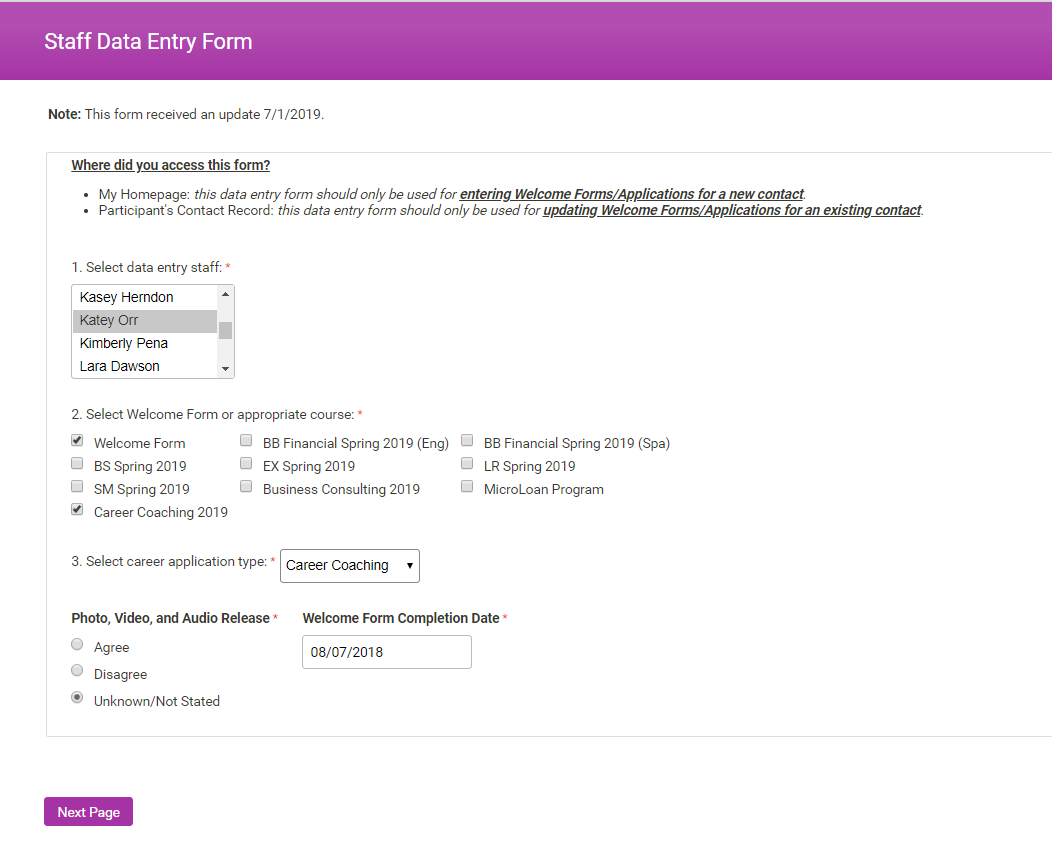 Staff Data Entry Form
Note: This form received an update 7/1/2019.
Where did you access this form?
My Homepage: this data entry form should only be used for entering Welcome Forms/Applications for a new contact.
Participant's Contact Record: this data entry form should only be used for updating Welcome Forms/Applications for an existing contact.
1. Select data entry staff: *
Kasey Herndon
Katey Orr
Kimberly Pena
Lara Dawson
2. Select Welcome Form or appropriate course: *
Welcome Form BB Financial Spring 2019 (Eng) BB Financial Spring 2019 (Spa)
BS Spring 2019 EX Spring 2019 LR Spring 2019
SM Spring 2019 Business Consulting 2019 MicroLoan Program
Career Coaching 2019
3. Select career application type: * Career Coaching
Photo, Video, and Audio Release * Welcome Form Completion Date *
Agree
08/07/2018
Disagree
Unknown/Not Stated
Next Page